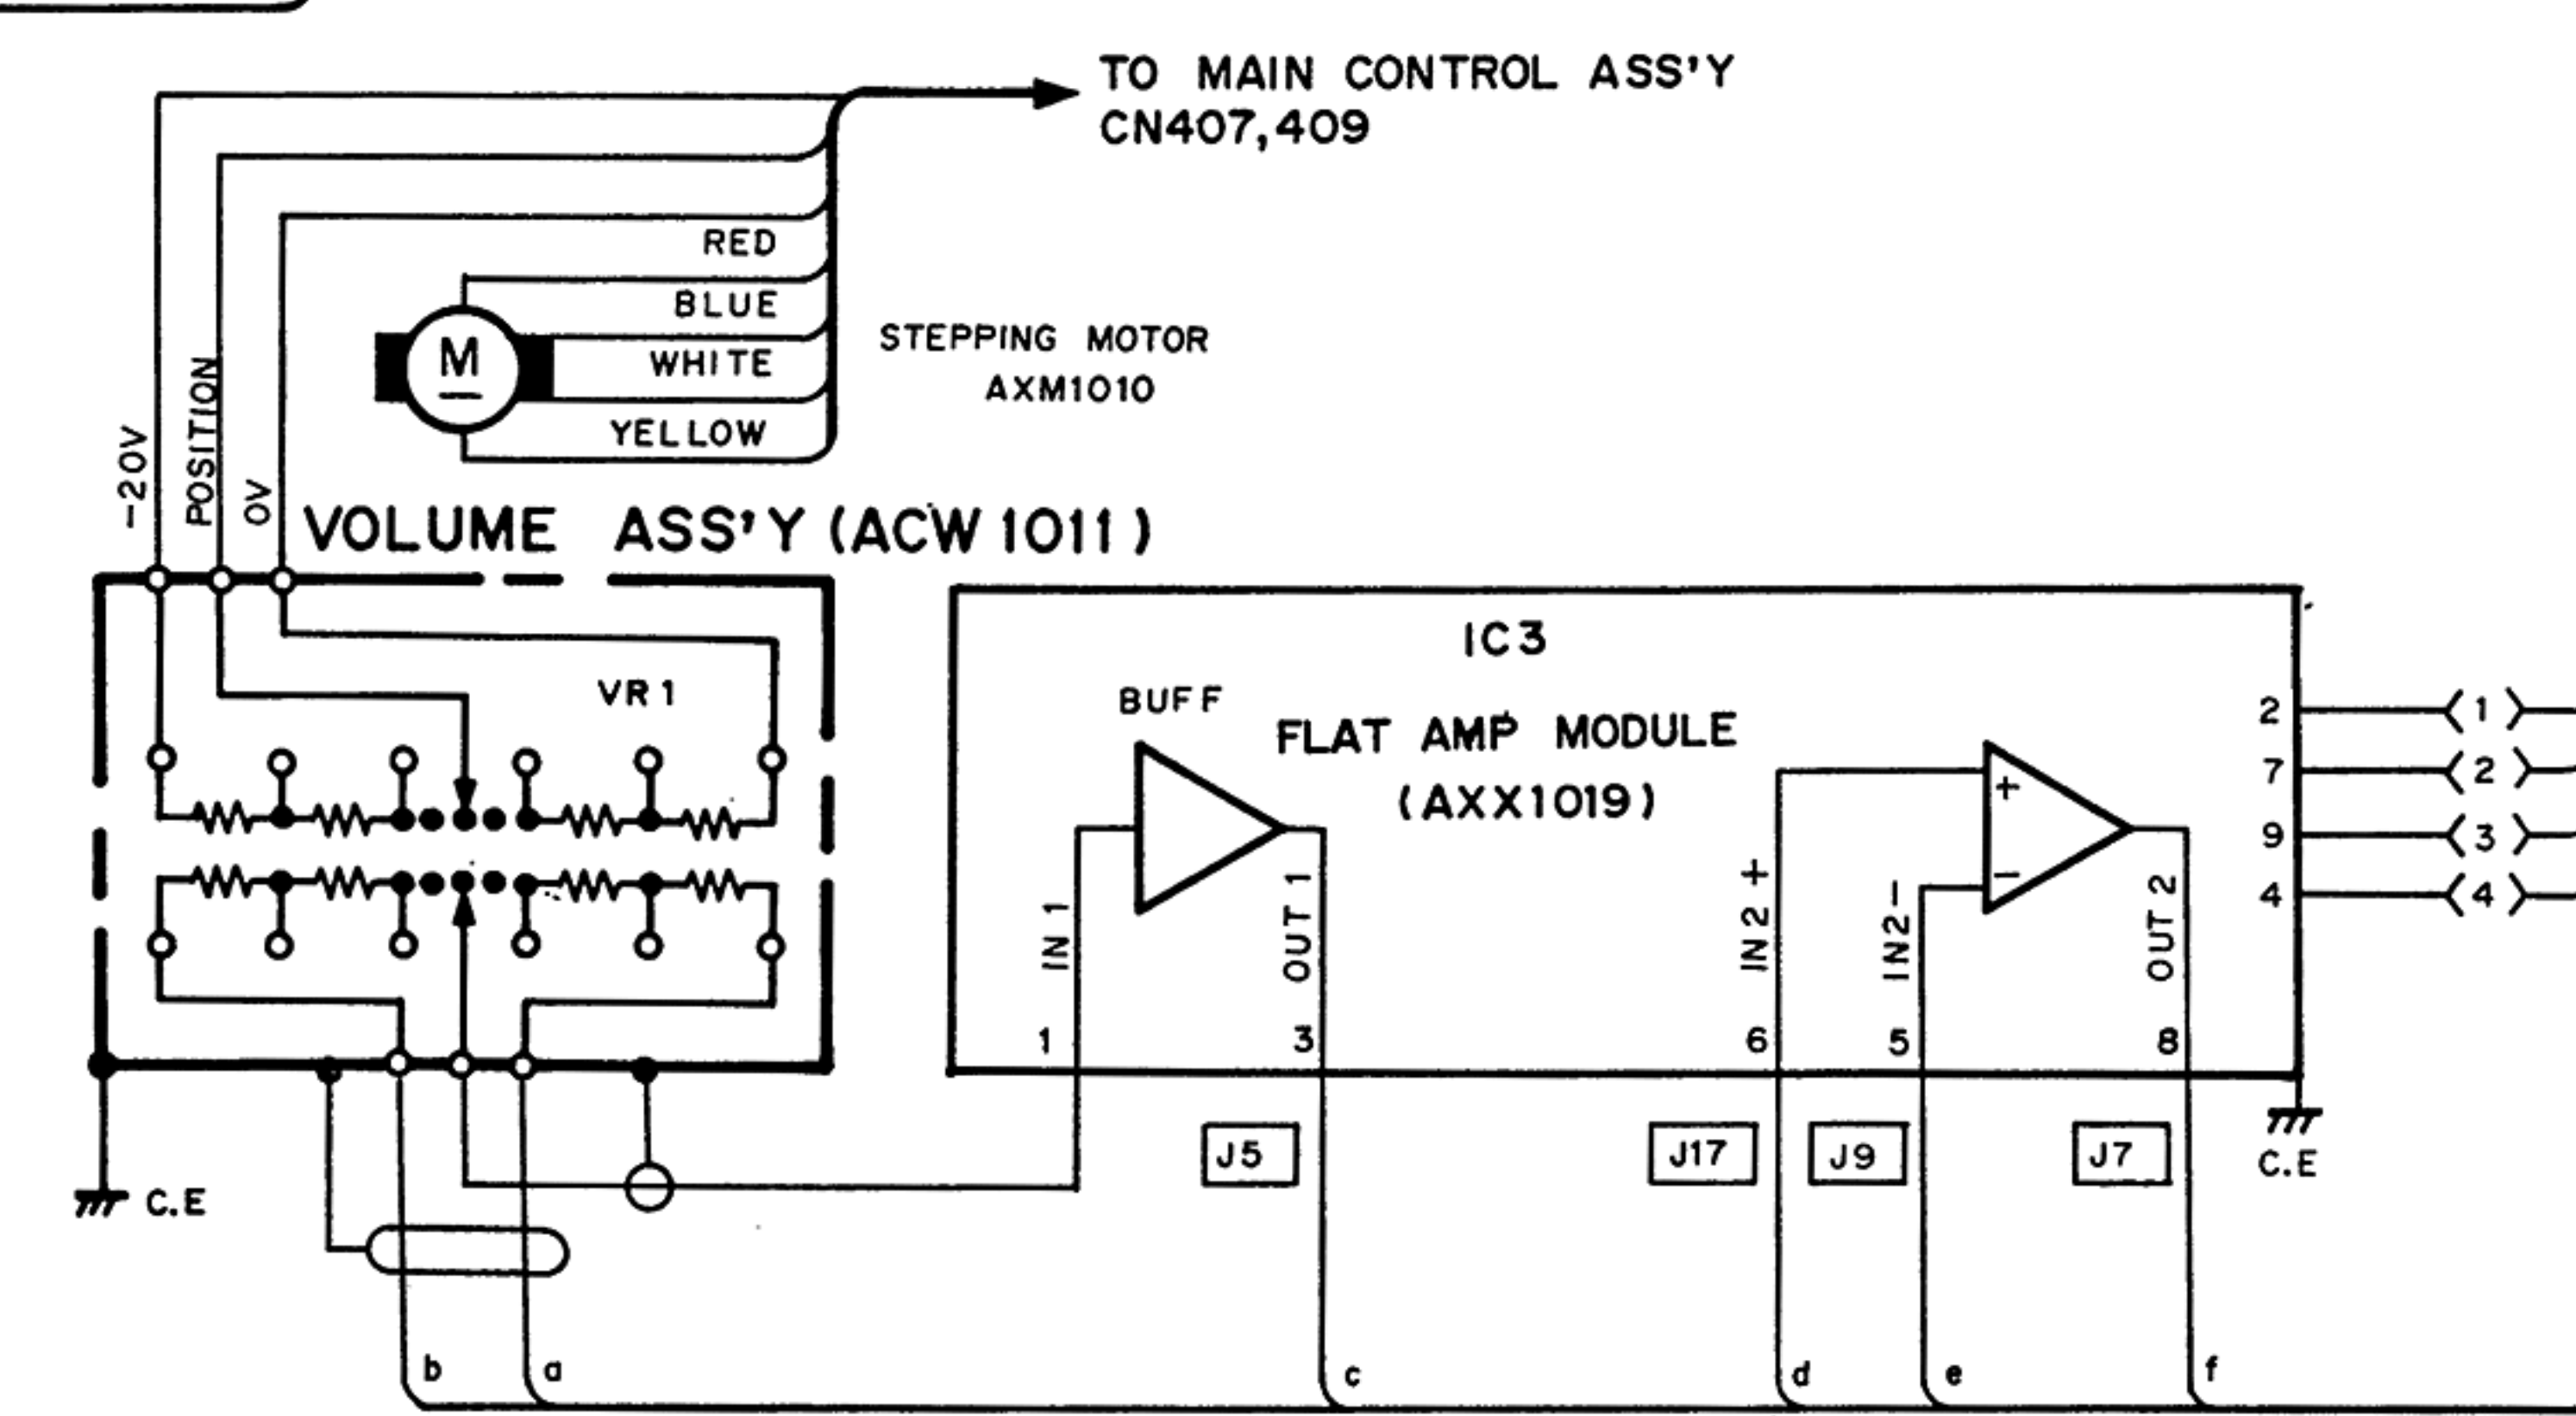 TO MAIN CONTROL ASS'Y
CN407,409
RED
BLUE
WHITE
YELLOW
M
STEPPING MOTOR
AXM1010
-20V
POSITION
0V
VOLUME ASS'Y (ACW1011)
VR1
C.E
b
a
IC3
FLAT AMP MODULE
(AXX1019)
BUFF
IN 1
OUT 1
IN2+
IN2-
OUT 2
+
-
1
3
6
5
8
2
7
9
4
1
2
3
4
J5
J17
J9
J7
C.E
c
d
e
f